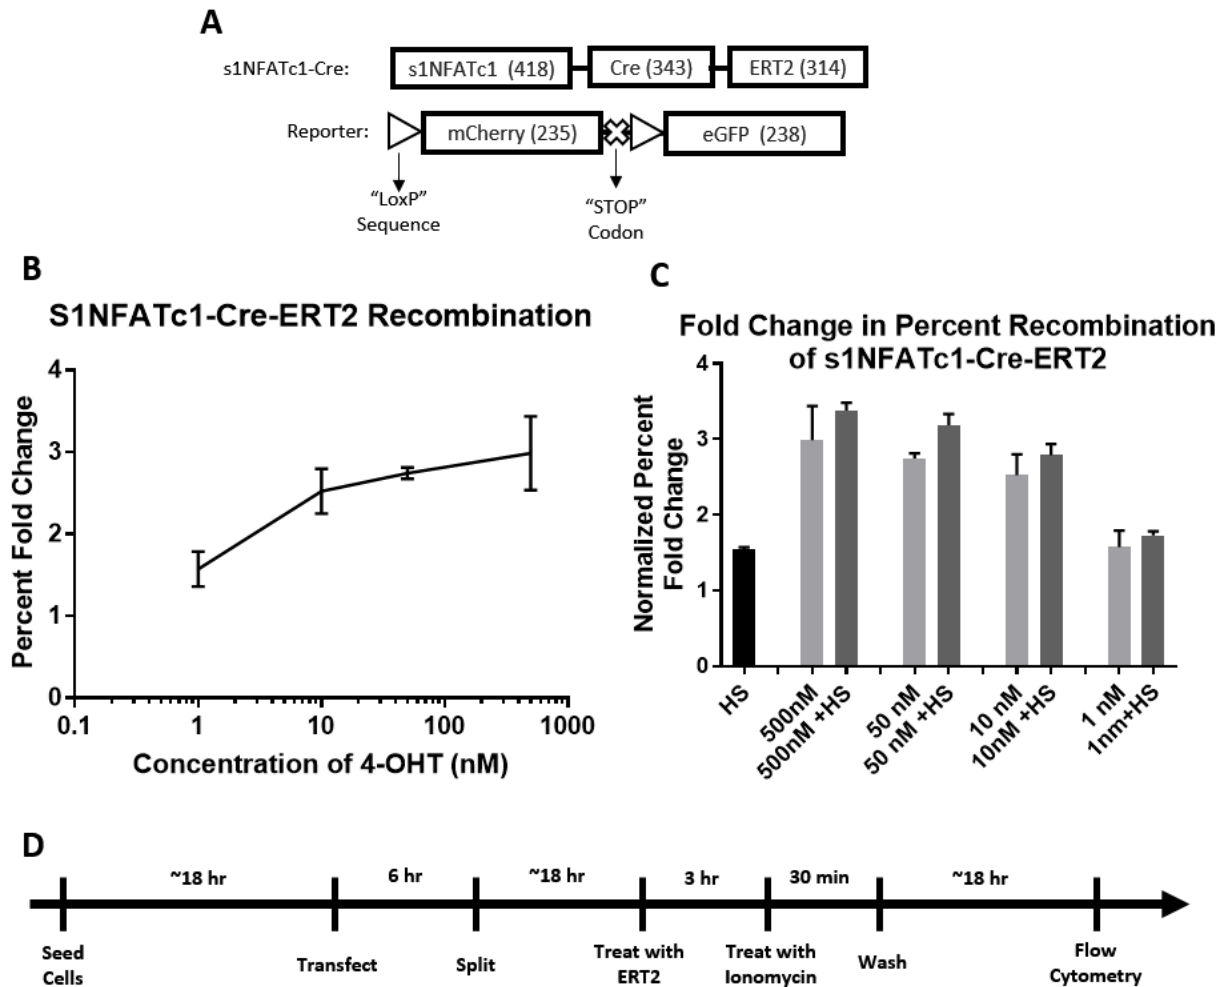 A
s1NFATc1-Cre:
s1NFATc1 (418)
Cre (343)
ERT2 (314)
Reporter:
mCherry (235)
eGFP (238)
“LoxP”
Sequence
“STOP”
Codon
B
S1NFATc1-Cre-ERT2 Recombination
Percent Fold Change
4
3
2
1
0
0.1
1
10
100
1000
Concentration of 4-OHT (nM)
C
Fold Change in Percent Recombination
of s1NFATc1-Cre-ERT2
Normalized Percent
Fold Change
4
3
2
1
0
HS
500nM
500nM +HS
50 nM
50 nM +HS
10 nM
10nM +HS
1 nM
1nm+HS
D
~18 hr
6 hr
~18 hr
3 hr
30 min
~18 hr
Seed
Cells
Transfect
Split
Treat with
ERT2
Treat with
Ionomycin
Wash
Flow
Cytometry